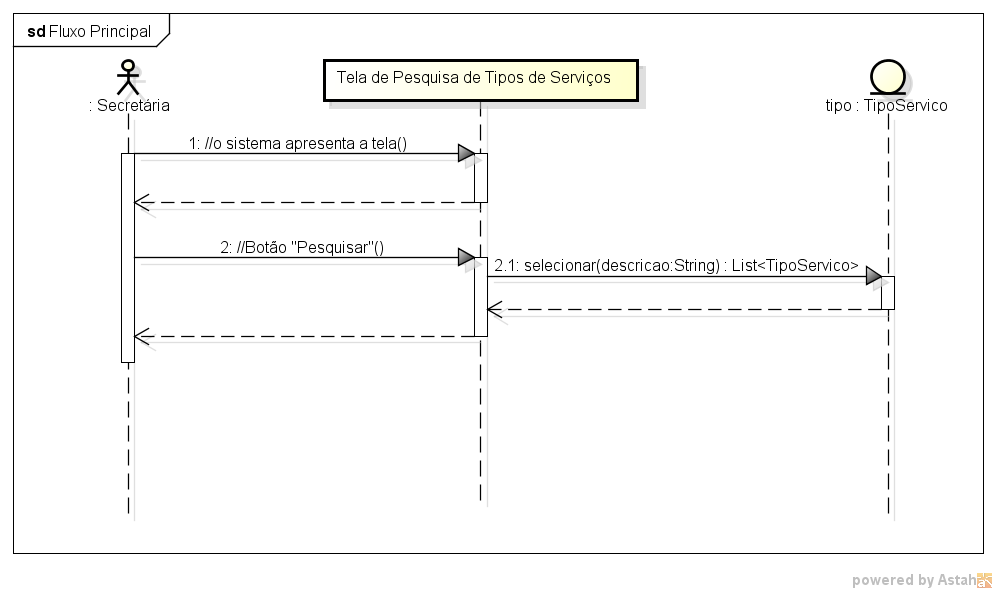 sd Fluxo Principal
Tela de Pesquisa de Tipos de Serviços
: Secretária
tipo : TipoServico
1: //o sistema apresenta a tela()
2: //Botão "Pesquisar"()
2.1: selecionar(descricao:String) : List<TipoServico>
powered by Astah